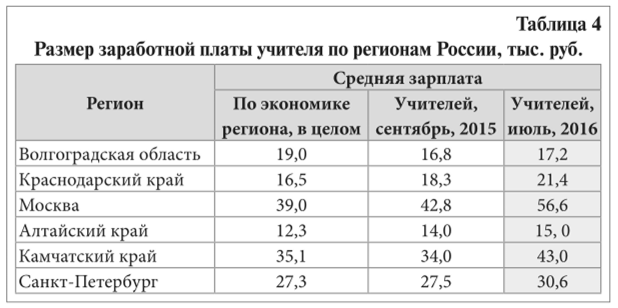 Таблица 4
Размер заработной платы учителя по регионам России, тыс. руб.
Регион
Средняя зарплата
По экономике региона, в целом
Учителей, сентябрь, 2015
Учителей, июль, 2016
Волгоградская область 19,0 16,8 17,2
Краснодарский край 16,5 18,3 21,4
Москва 39,0 42,8 56,6
Алтайский край 12,3 14,0 15, 0
Камчатский край 35,1 34,0 43,0
Санкт-Петербург 27,3 27,5 30,6